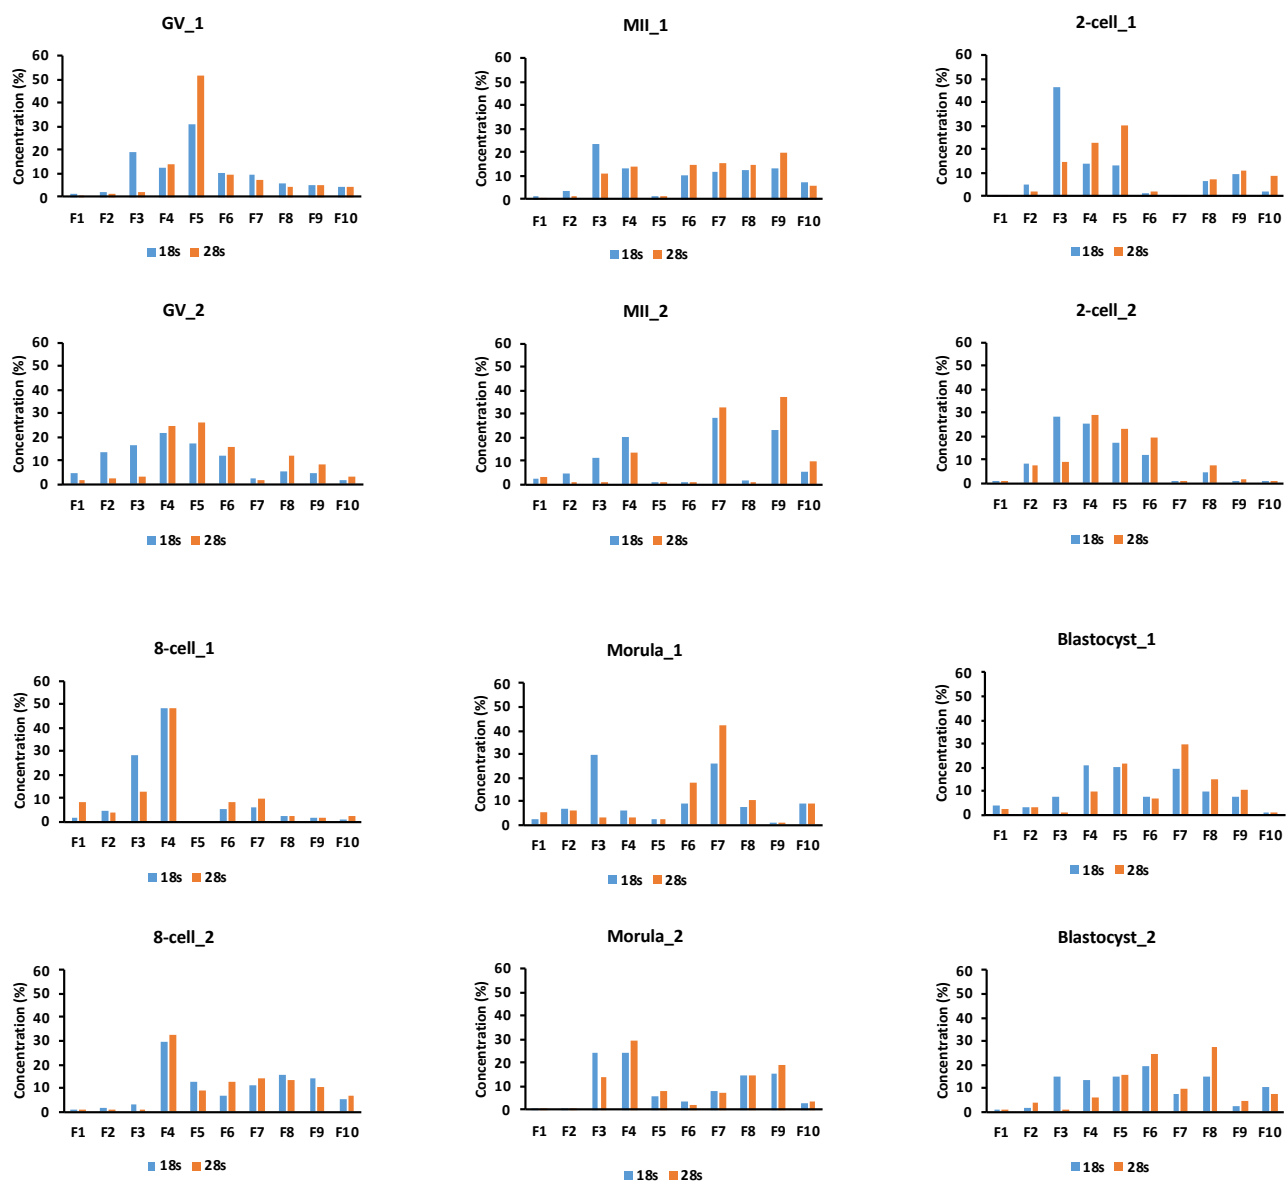 GV_1
Concentration (%)
60
50
40
30
20
10
0
F1 F2 F3 F4 F5 F6 F7 F8 F9 F10
18s 28s
MII_1
Concentration (%)
60
50
40
30
20
10
0
F1 F2 F3 F4 F5 F6 F7 F8 F9 F10
18s 28s
2-cell_1
Concentration (%)
60
50
40
30
20
10
0
F1 F2 F3 F4 F5 F6 F7 F8 F9 F10
18s 28s
GV_2
Concentration (%)
60
50
40
30
20
10
0
F1 F2 F3 F4 F5 F6 F7 F8 F9 F10
18s 28s
MII_2
Concentration (%)
60
50
40
30
20
10
0
F1 F2 F3 F4 F5 F6 F7 F8 F9 F10
18s 28s
2-cell_2
Concentration (%)
60
50
40
30
20
10
0
F1 F2 F3 F4 F5 F6 F7 F8 F9 F10
18s 28s
8-cell_1
Concentration (%)
60
50
40
30
20
10
0
F1 F2 F3 F4 F5 F6 F7 F8 F9 F10
18s 28s
Morula_1
Concentration (%)
60
50
40
30
20
10
0
F1 F2 F3 F4 F5 F6 F7 F8 F9 F10
18s 28s
Blastocyst_1
Concentration (%)
60
50
40
30
20
10
0
F1 F2 F3 F4 F5 F6 F7 F8 F9 F10
18s 28s
8-cell_2
Concentration (%)
60
50
40
30
20
10
0
F1 F2 F3 F4 F5 F6 F7 F8 F9 F10
18s 28s
Morula_2
Concentration (%)
60
50
40
30
20
10
0
F1 F2 F3 F4 F5 F6 F7 F8 F9 F10
18s 28s
Blastocyst_2
Concentration (%)
60
50
40
30
20
10
0
F1 F2 F3 F4 F5 F6 F7 F8 F9 F10
18s 28s